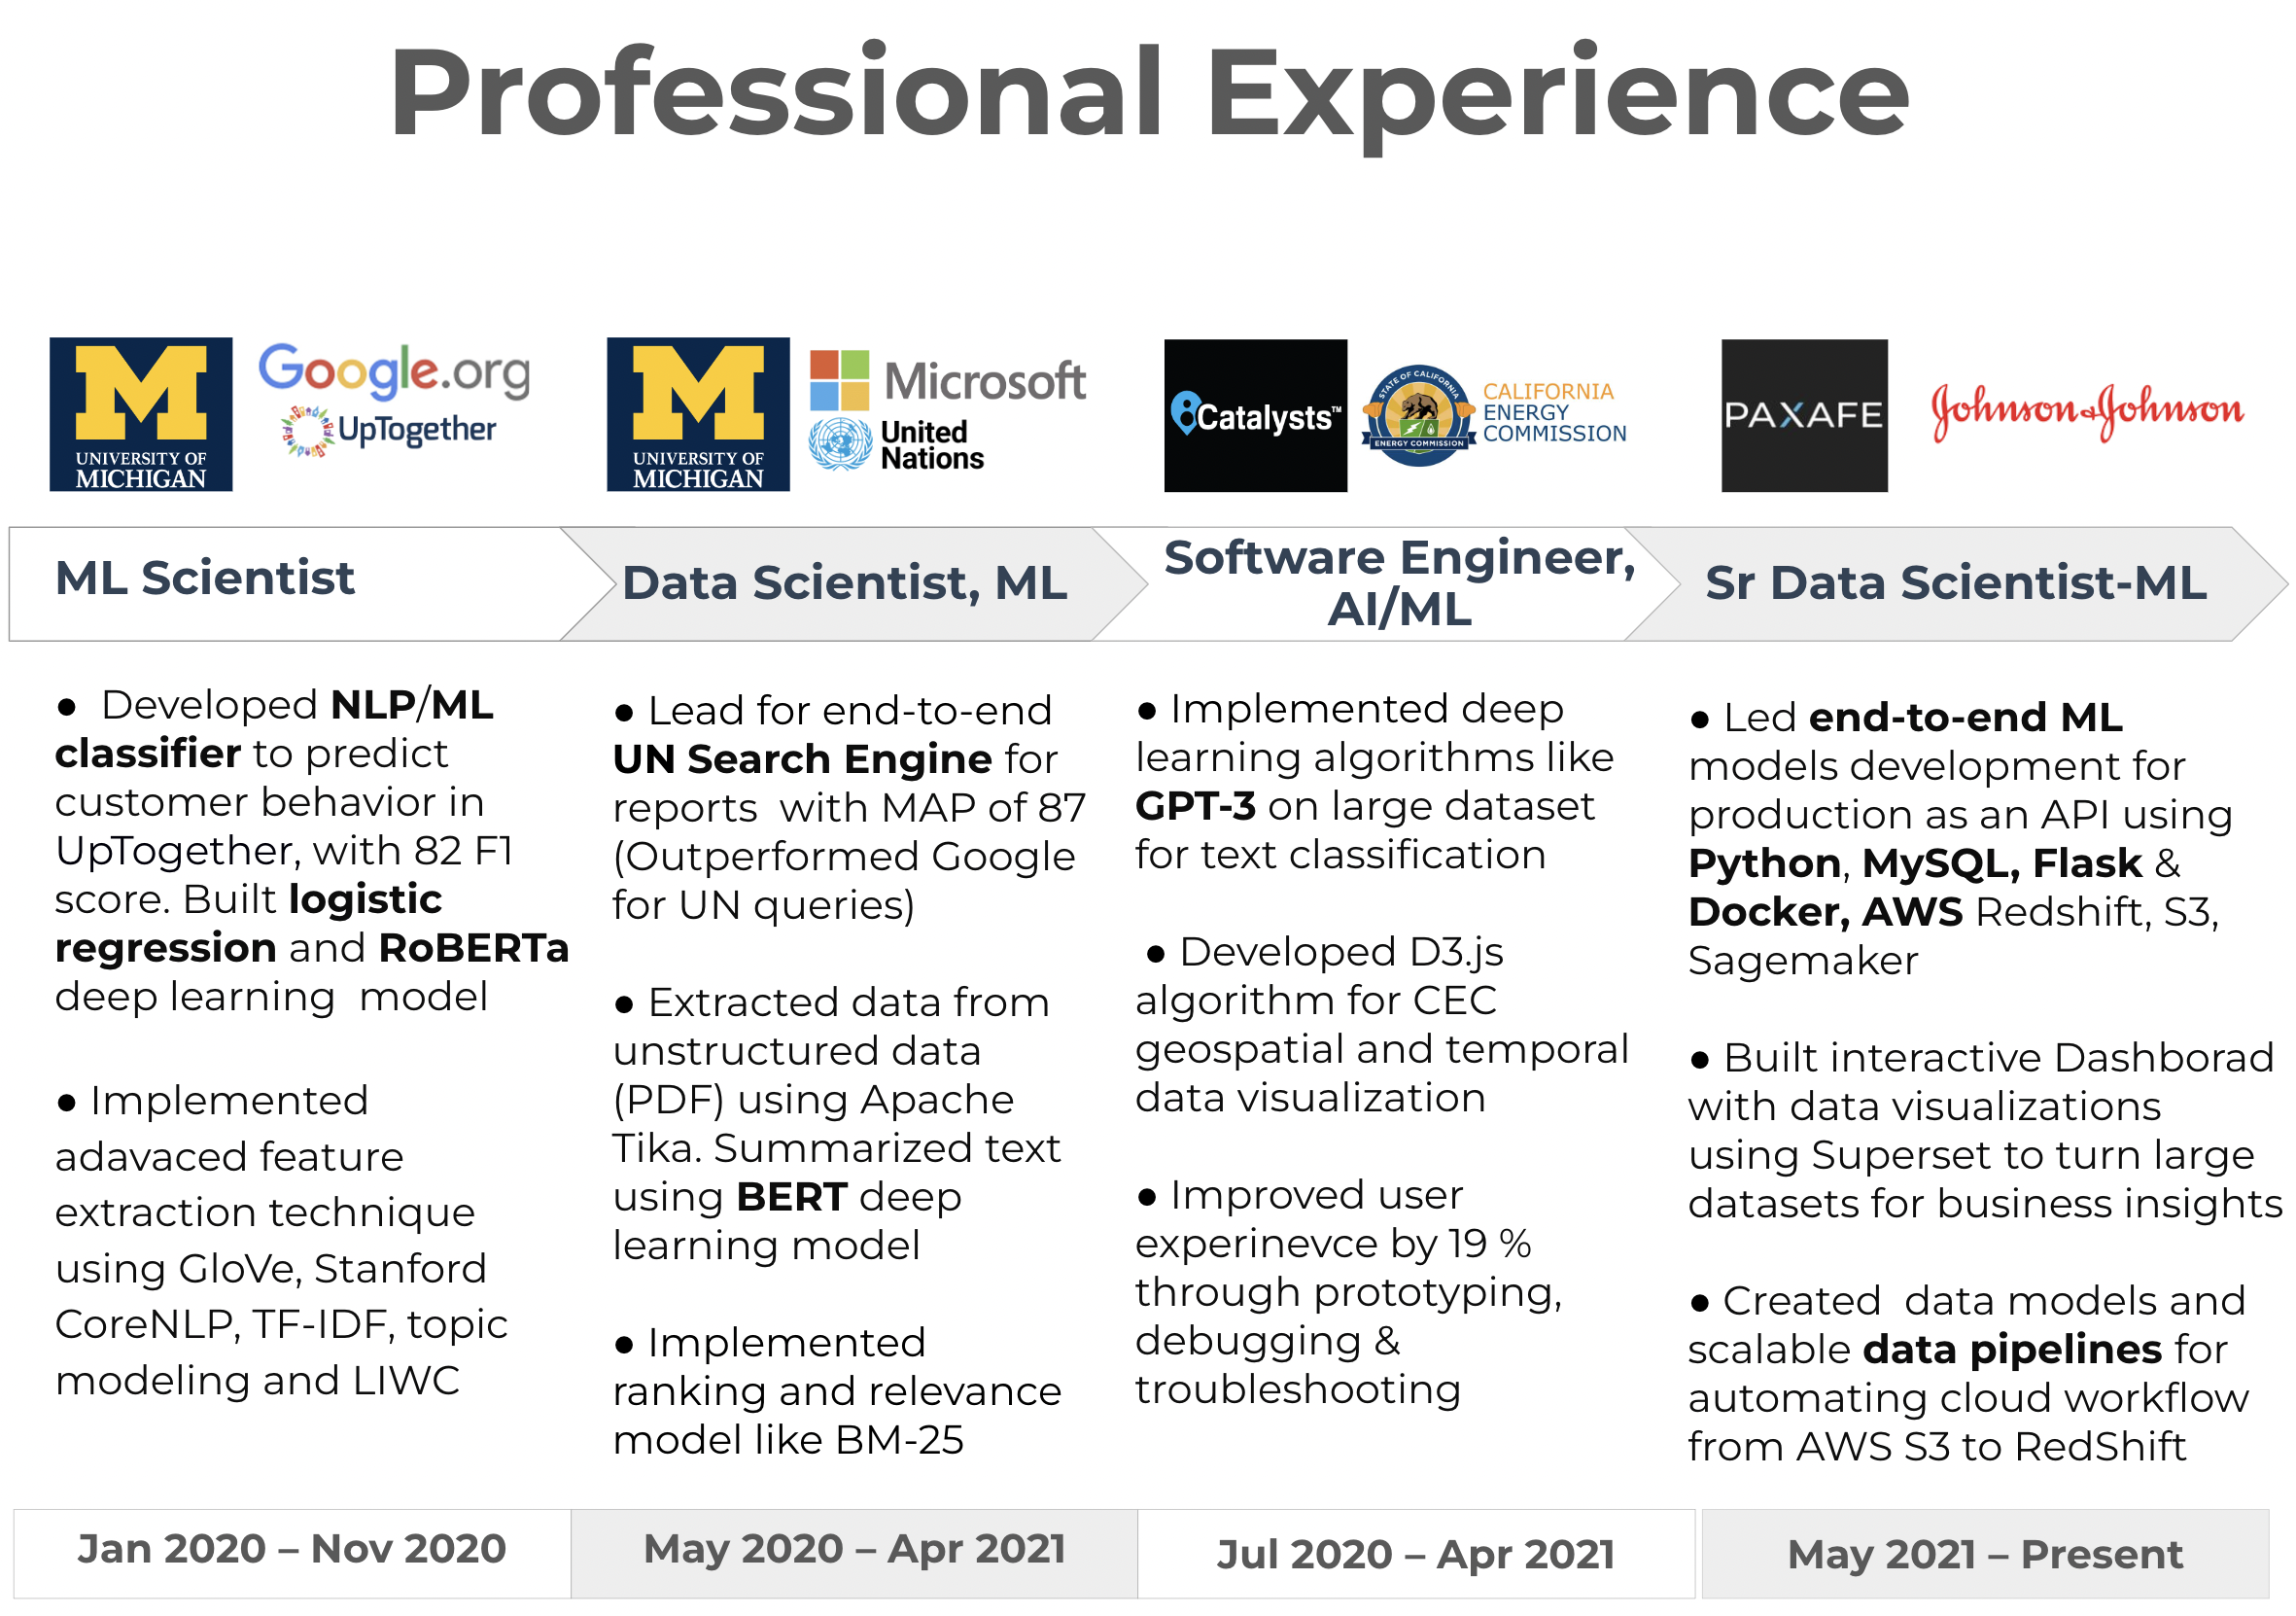 Professional Experience
UNIVERSITY OF
MICHIGAN
Google.org
UpTogether
UNIVERSITY OF
MICHIGAN
Microsoft
United
Nations
Catalysts™
STATE OF CALIFORNIA
ENERGY COMMISSION
CALIFORNIA
ENERGY
COMMISSION
PAXAFE
Johnson & Johnson
ML Scientist
Data Scientist, ML
Software Engineer,
AI/ML
Sr Data Scientist-ML
● Developed NLP/ML
classifier to predict
customer behavior in
UpTogether, with 82 F1
score. Built logistic
regression and RoBERTa
deep learning model
● Implemented
adavaced feature
extraction technique
using GloVe, Stanford
CoreNLP, TF-IDF, topic
modeling and LIWC
● Lead for end-to-end
UN Search Engine for
reports with MAP of 87
(Outperformed Google
for UN queries)
● Extracted data from
unstructured data
(PDF) using Apache
Tika. Summarized text
using BERT deep
learning model
● Implemented
ranking and relevance
model like BM-25
● Implemented deep
learning algorithms like
GPT-3 on large dataset
for text classification
● Developed D3.js
algorithm for CEC
geospatial and temporal
data visualization
● Improved user
experinevce by 19 %
through prototyping,
debugging &
troubleshooting
● Led end-to-end ML
models development for
production as an API using
Python, MySQL, Flask &
Docker, AWS Redshift, S3,
Sagemaker
● Built interactive Dashborad
with data visualizations
using Superset to turn large
datasets for business insights
● Created data models and
scalable data pipelines for
automating cloud workflow
from AWS S3 to RedShift
Jan 2020 – Nov 2020
May 2020 – Apr 2021
Jul 2020 – Apr 2021
May 2021 – Present